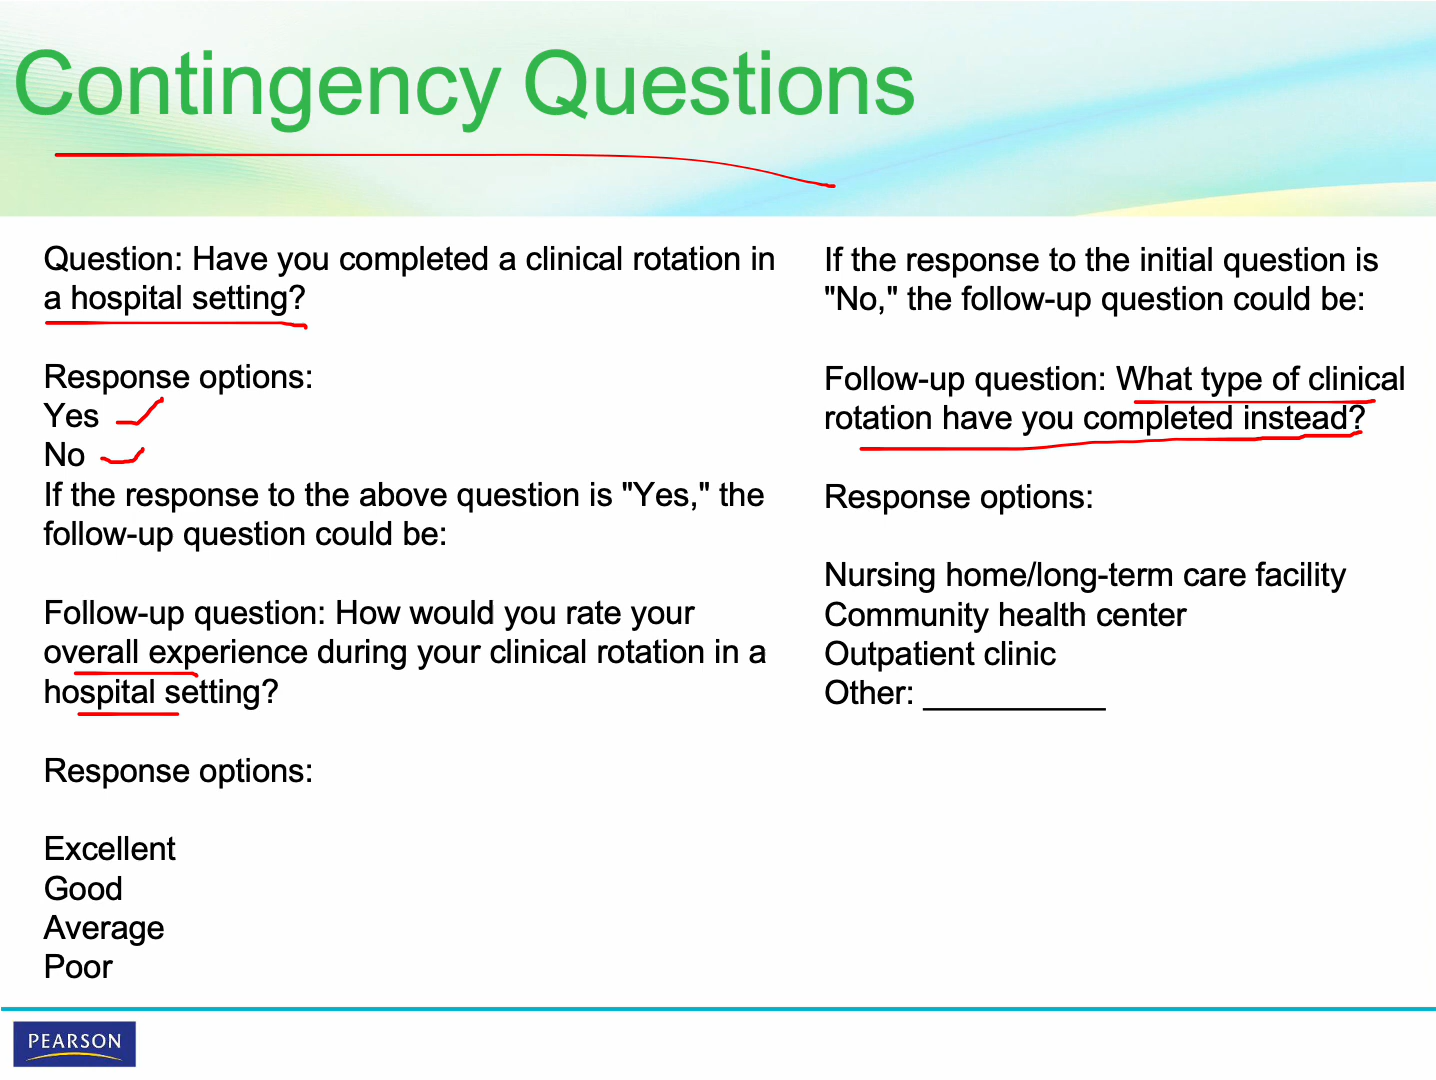 Contingency Questions
Question: Have you completed a clinical rotation in
a hospital setting?
Response options:
Yes
No
If the response to the above question is "Yes," the
follow-up question could be:
Follow-up question: How would you rate your
overall experience during your clinical rotation in a
hospital setting?
Response options:
Excellent
Good
Average
Poor
If the response to the initial question is
"No," the follow-up question could be:
Follow-up question: What type of clinical
rotation have you completed instead?
Response options:
Nursing home/long-term care facility
Community health center
Outpatient clinic
Other: __________
PEARSON